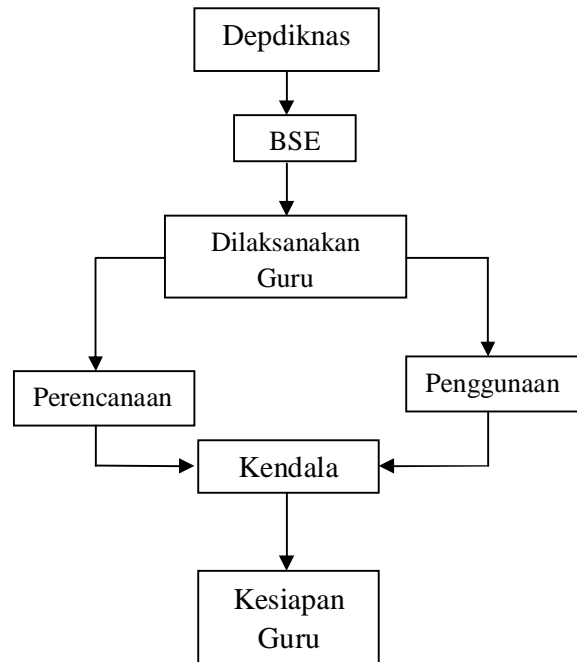 Depdiknas
BSE
Dilaksanakan
Guru
Perencanaan
Penggunaan
Kendala
Kesiapan
Guru